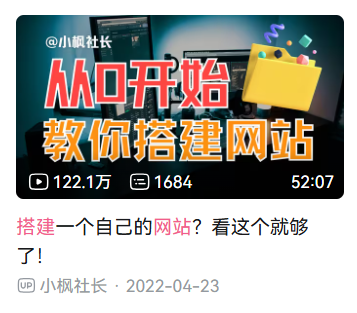 @小枫社长
从0开始
教你搭建网站
122.1万 1684 52:07
搭建一个自己的网站？看这个就够
了！
UP 小枫社长 · 2022-04-23